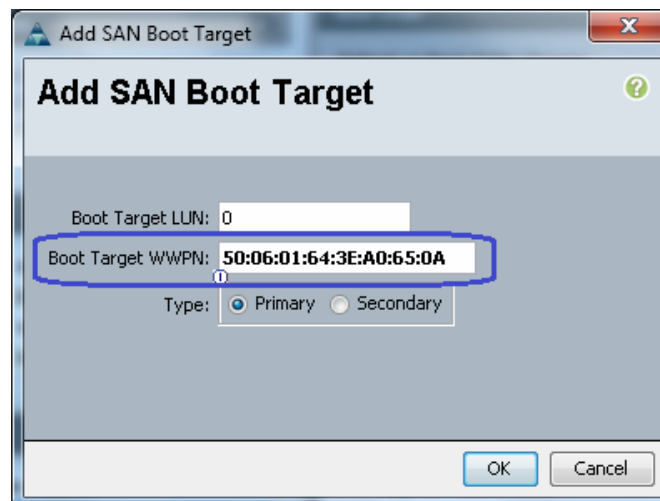 Add SAN Boot Target
Add SAN Boot Target
Boot Target LUN: 0
Boot Target WWPN: 50:06:01:64:3E:A0:65:0A
Type: Primary Secondary
OK Cancel